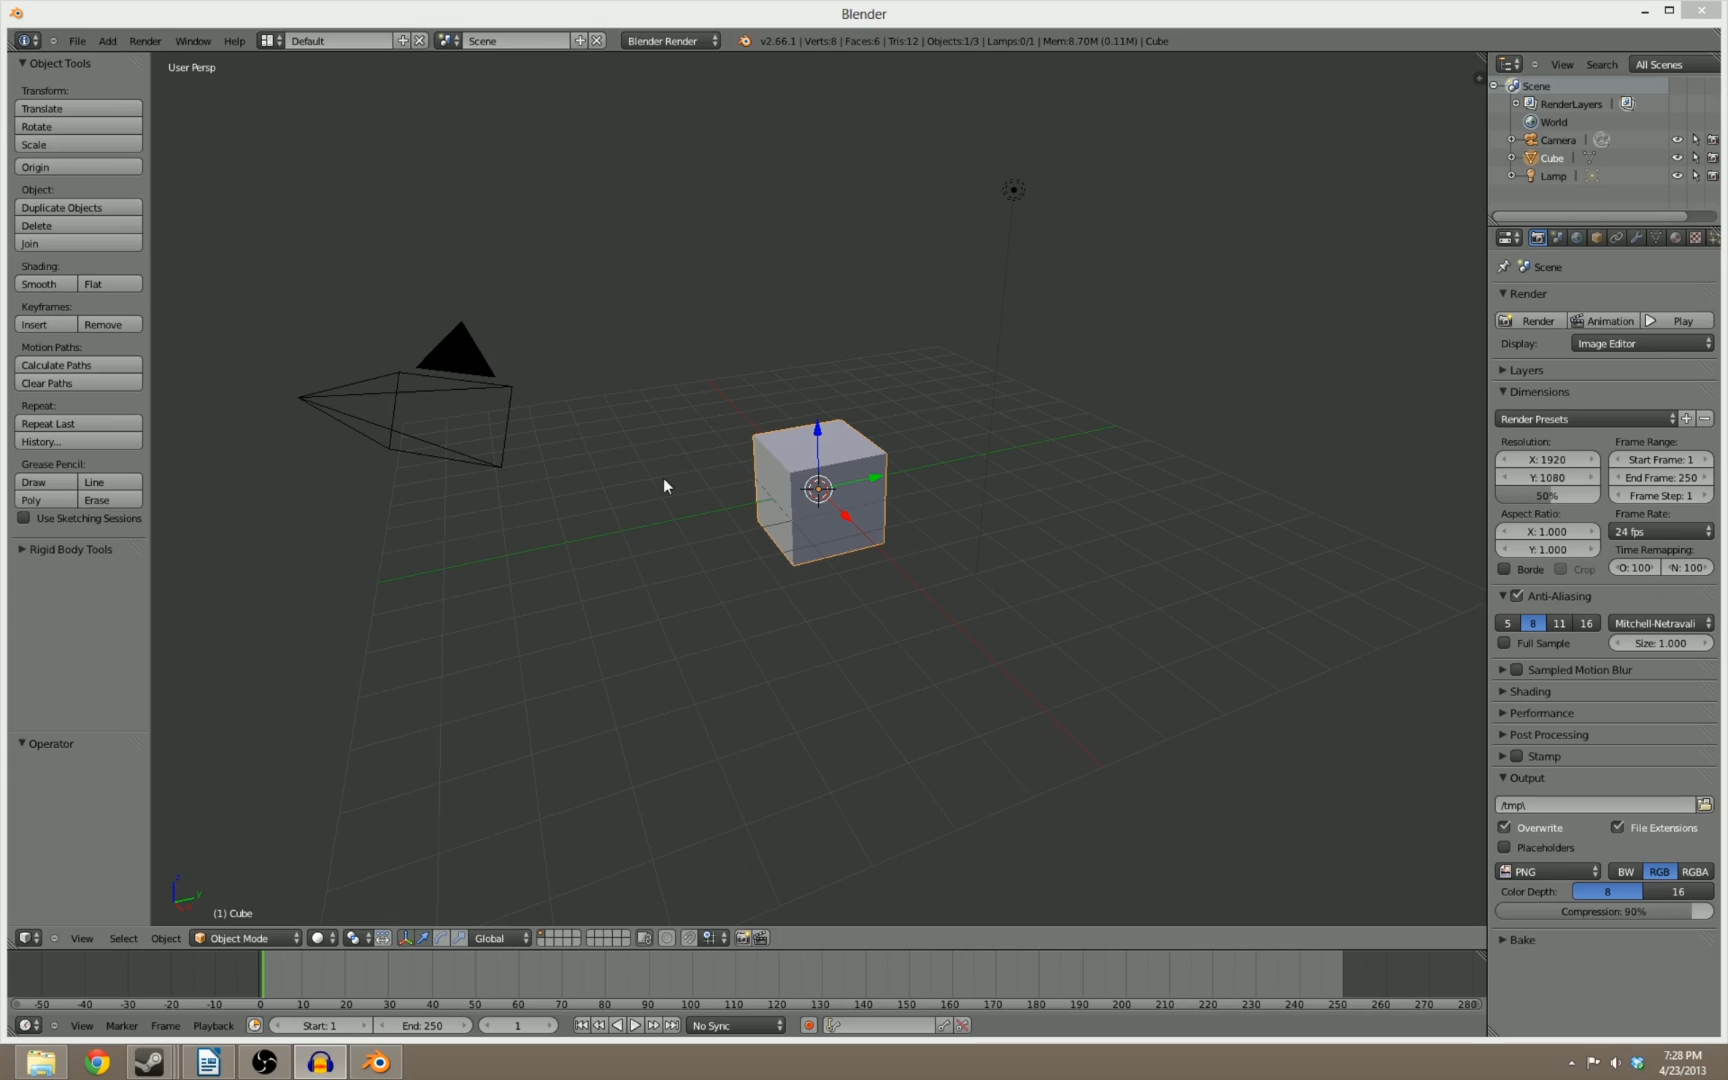 Blender
File Add Render Window Help Default Scene Blender Render v2.66.1 | Verts:8 | Faces:6 | Tris:12 | Objects:1/3 | Lamps:0/1 | Mem:8.70M (0.11M) | Cube
Object Tools
Transform:
Translate
Rotate
Scale
Origin
Object:
Duplicate Objects
Delete
Join
Shading:
Smooth Flat
Keyframes:
Insert Remove
Motion Paths:
Calculate Paths
Clear Paths
Repeat:
Repeat Last
History...
Grease Pencil:
Draw Line
Poly Erase
Use Sketching Sessions
Rigid Body Tools
Operator
User Persp
z
y
(1) Cube
View Search All Scenes
Scene
RenderLayers |
World
Camera |
Cube |
Lamp |
Scene
Render
Render Animation Play
Display: Image Editor
Layers
Dimensions
Render Presets
Resolution: Frame Range:
X: 1920 Start Frame: 1
Y: 1080 End Frame: 250
50% Frame Step: 1
Aspect Ratio: Frame Rate:
X: 1.000 24 fps
Y: 1.000 Time Remapping:
Borde Crop O: 100 N: 100
Anti-Aliasing
5 8 11 16 Mitchell-Netravali
Full Sample Size: 1.000
Sampled Motion Blur
Shading
Performance
Post Processing
Stamp
Output
/tmp\
Overwrite File Extensions
Placeholders
PNG BW RGB RGBA
Color Depth: 8 16
Compression: 90%
Bake
View Select Object Object Mode Global
-50 -40 -30 -20 -10 0 10 20 30 40 50 60 70 80 90 100 110 120 130 140 150 160 170 180 190 200 210 220 230 240 250 260 270 280
View Marker Frame Playback Start: 1 End: 250 1 No Sync
7:28 PM
4/23/2013